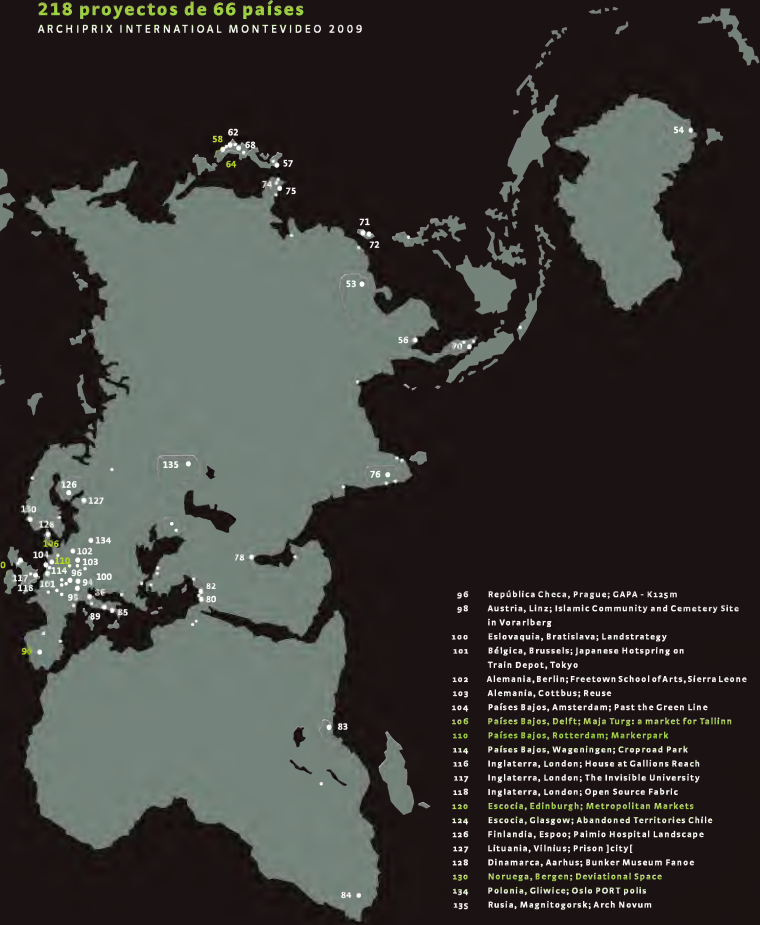 218 proyectos de 66 países
ARCHIPRIX INTERNATIOAL MONTEVIDEO 2009
62
58
68
64
57
74
75
54
71
72
53
56
70
135
76
126
127
130
128
106
134
102
104
110
103
0
114
117
96
100
118
101
94
82
80
89
85
78
83
84
96 República Checa, Prague; GAPA - K125m
98 Austria, Linz; Islamic Community and Cemetery Site
in Vorarlberg
100 Eslovaquia, Bratislava; Landstrategy
101 Bélgica, Brussels; Japanese Hotspring on
Train Depot, Tokyo
102 Alemania, Berlin; Freetown School of Arts, Sierra Leone
103 Alemania, Cottbus; Reuse
104 Países Bajos, Amsterdam; Past the Green Line
106 Países Bajos, Delft; Maja Turg: a market for Tallinn
110 Países Bajos, Rotterdam; Markerpark
114 Países Bajos, Wageningen; Croproad Park
116 Inglaterra, London; House at Gallions Reach
117 Inglaterra, London; The Invisible University
118 Inglaterra, London; Open Source Fabric
120 Escocia, Edinburgh; Metropolitan Markets
124 Escocia, Glasgow; Abandoned Territories Chile
126 Finlandia, Espoo; Paimio Hospital Landscape
127 Lituania, Vilnius; Prison ]city[
128 Dinamarca, Aarhus; Bunker Museum Fanoe
130 Noruega, Bergen; Deviational Space
134 Polonia, Gliwice; Oslo PORT polis
135 Rusia, Magnitogorsk; Arch Novum